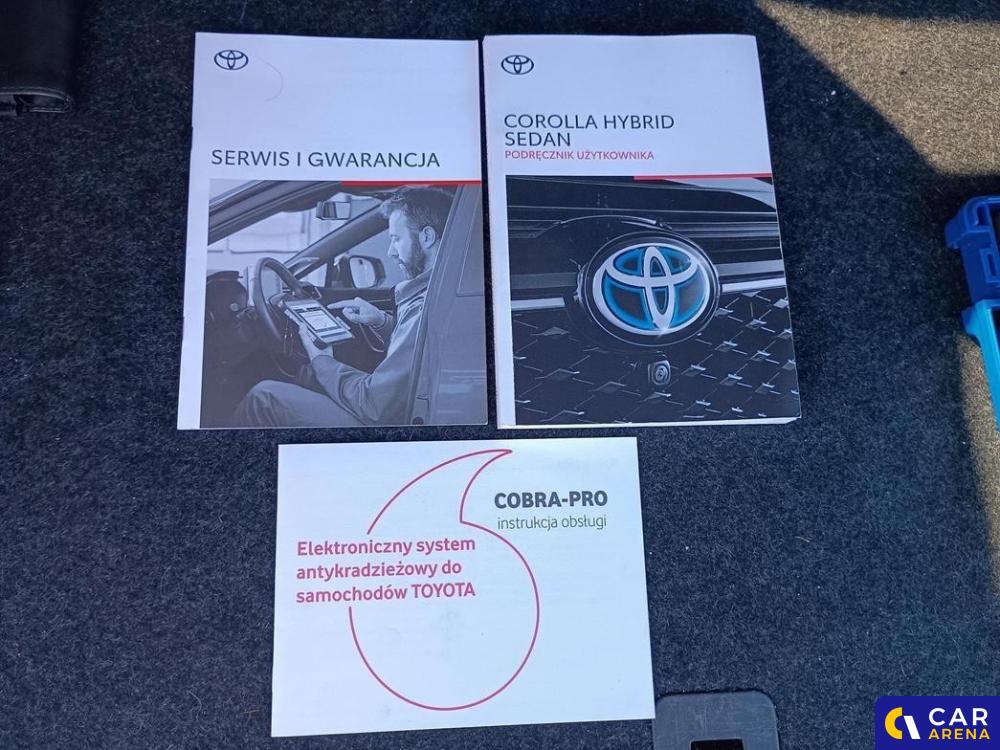 SERWIS I GWARANCJA
COROLLA HYBRID
SEDAN
PODRĘCZNIK UŻYTKOWNIKA
COBRA-PRO
instrukcja obsługi
Elektroniczny system
antykradzieżowy do
samochodów TOYOTA
CAR
ARENA